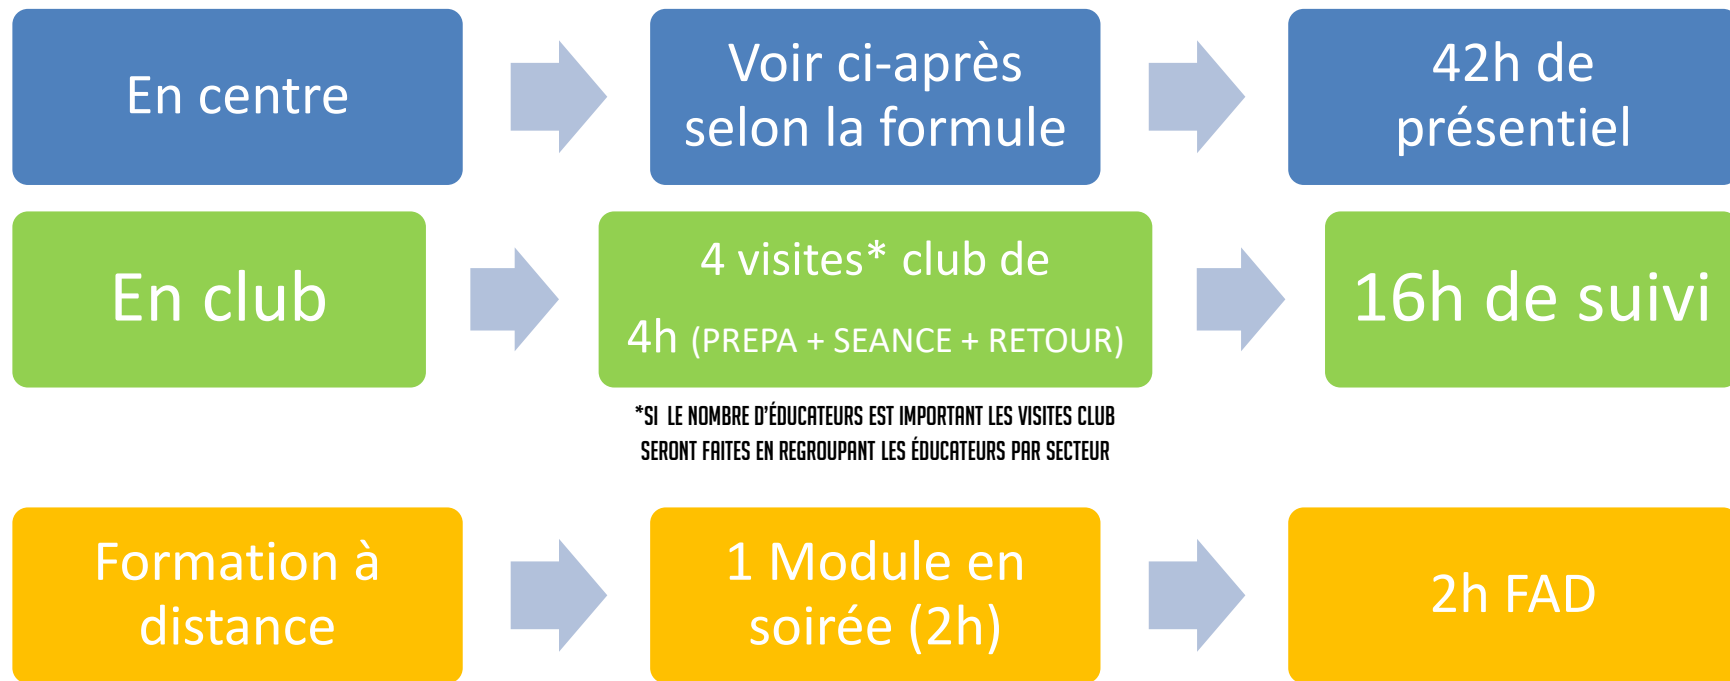 En centre
Voir ci-après
selon la formule
42h de
présentiel
En club
4 visites* club de
4h (PREPA + SEANCE + RETOUR)
16h de suivi
*SI LE NOMBRE D'ÉDUCATEURS EST IMPORTANT LES VISITES CLUB
SERONT FAITES EN REGROUPANT LES ÉDUCATEURS PAR SECTEUR
Formation à
distance
1 Module en
soirée (2h)
2h FAD